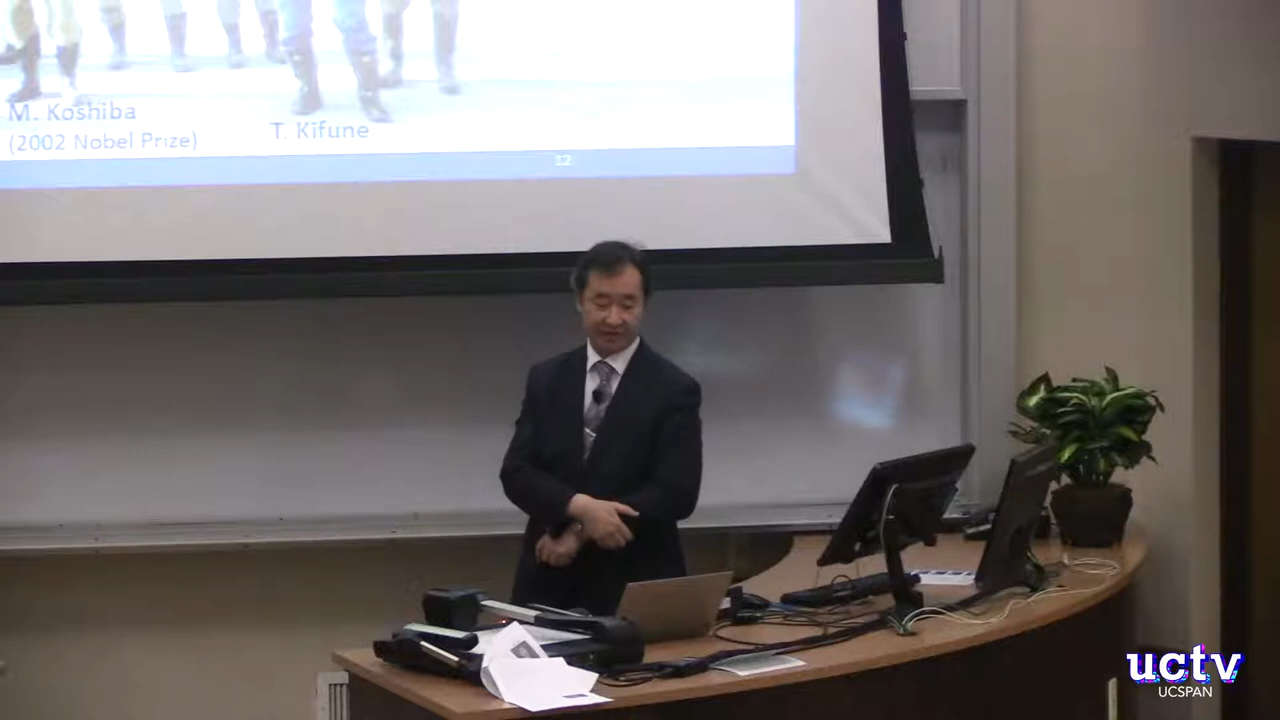 M. Koshiba
(2002 Nobel Prize)
T. Kifune
12
uctv
UCSPAN